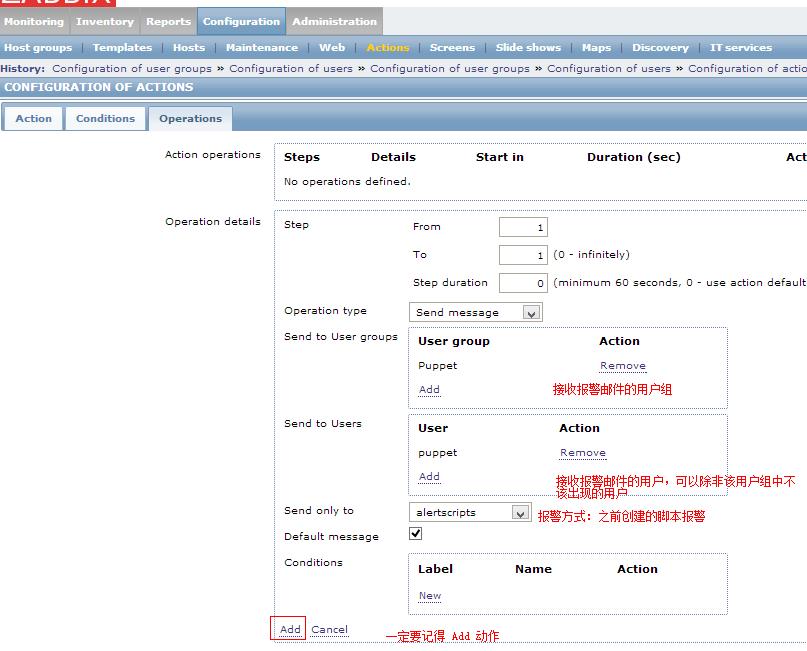 ZABBIX
Monitoring Inventory Reports Configuration Administration
Host groups | Templates | Hosts | Maintenance | Web | Actions | Screens | Slide shows | Maps | Discovery | IT services
History: Configuration of user groups » Configuration of users » Configuration of user groups » Configuration of users » Configuration of actio
CONFIGURATION OF ACTIONS
Action Conditions Operations
Action operations Steps Details Start in Duration (sec) Act
No operations defined.
Operation details Step From 1
To 1 (0 - infinitely)
Step duration 0 (minimum 60 seconds, 0 - use action default
Operation type Send message
Send to User groups User group Action
Puppet Remove
Add 接收报警邮件的用户组
Send to Users User Action
puppet Remove
Add 接收报警邮件的用户，可以除非该用户组中不
该出现的用户
Send only to alertscripts 报警方式：之前创建的脚本报警
Default message
Conditions Label Name Action
New
Add Cancel 一定要记得 Add 动作